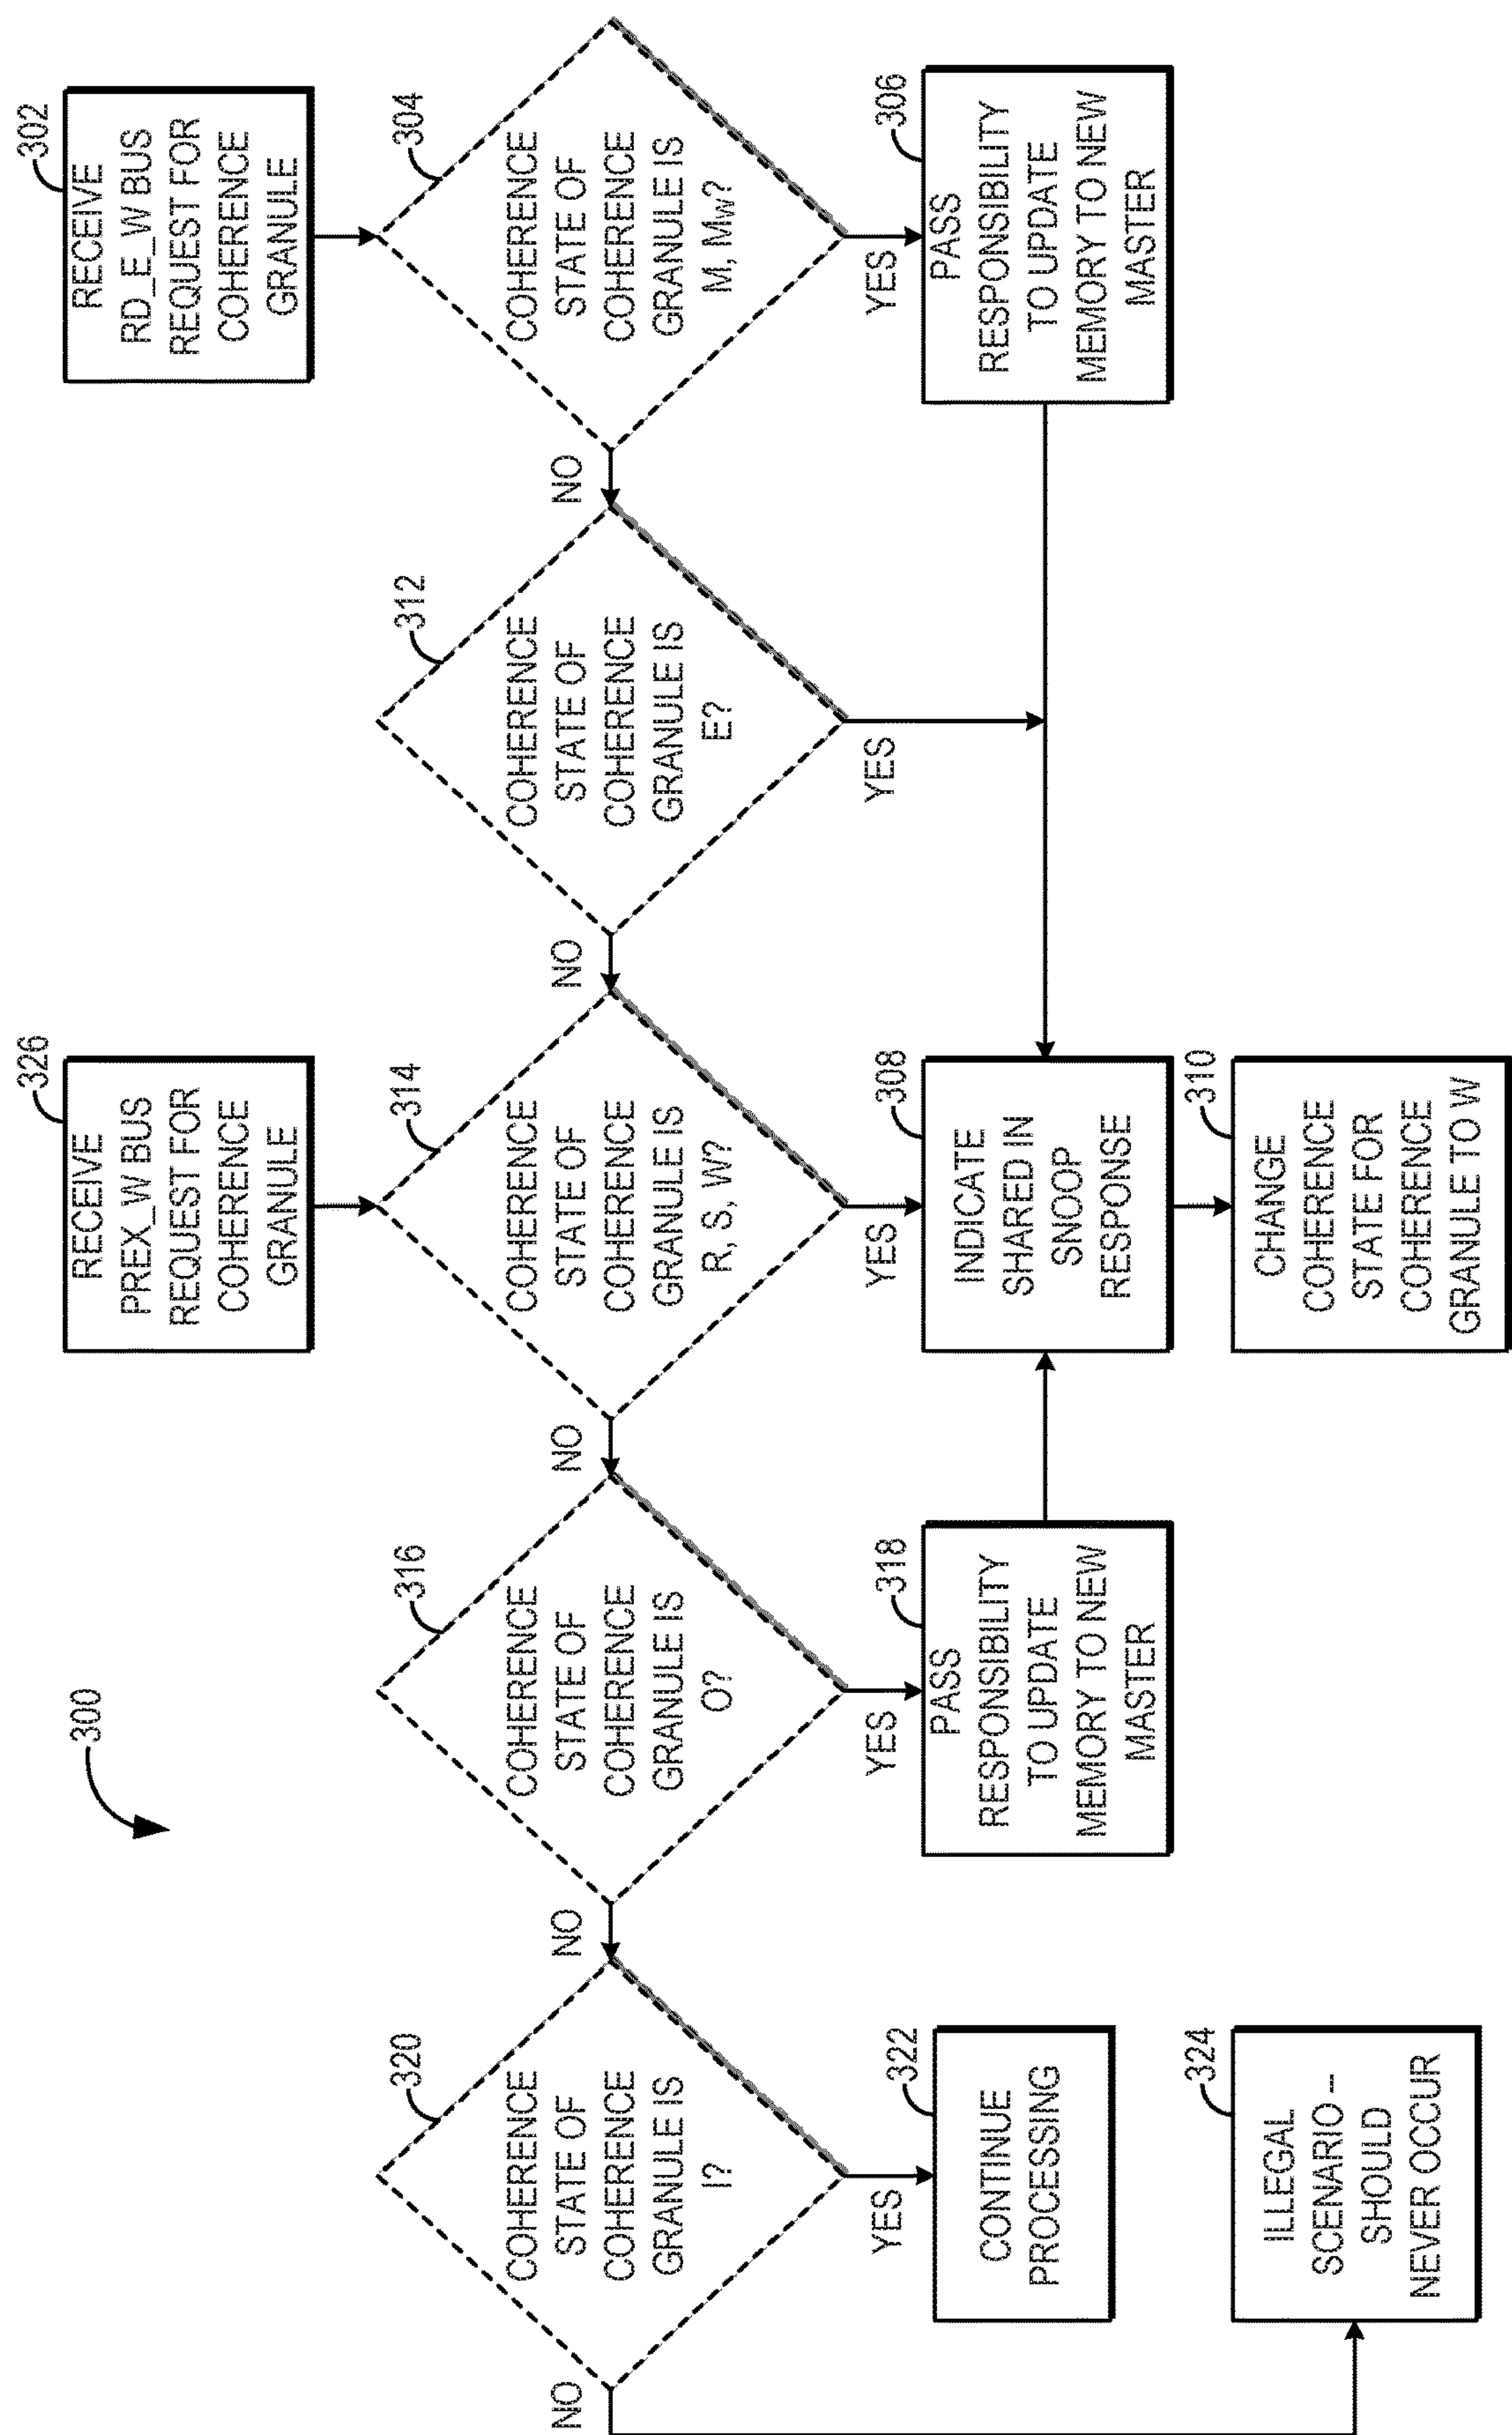 300
302
RECEIVE
RD_E_W BUS
REQUEST FOR
COHERENCE
GRANULE
304
COHERENCE
STATE OF
COHERENCE
GRANULE IS
M, Mw?
NO
YES
306
PASS
RESPONSIBILITY
TO UPDATE
MEMORY TO NEW
MASTER
312
COHERENCE
STATE OF
COHERENCE
GRANULE IS
E?
NO
YES
326
RECEIVE
PREX_W BUS
REQUEST FOR
COHERENCE
GRANULE
314
COHERENCE
STATE OF
COHERENCE
GRANULE IS
R, S, W?
NO
YES
308
INDICATE
SHARED IN
SNOOP
RESPONSE
310
CHANGE
COHERENCE
STATE FOR
COHERENCE
GRANULE TO W
316
COHERENCE
STATE OF
COHERENCE
GRANULE IS
O?
NO
YES
318
PASS
RESPONSIBILITY
TO UPDATE
MEMORY TO NEW
MASTER
320
COHERENCE
STATE OF
COHERENCE
GRANULE IS
I?
NO
YES
322
CONTINUE
PROCESSING
324
ILLEGAL
SCENARIO –
SHOULD
NEVER OCCUR